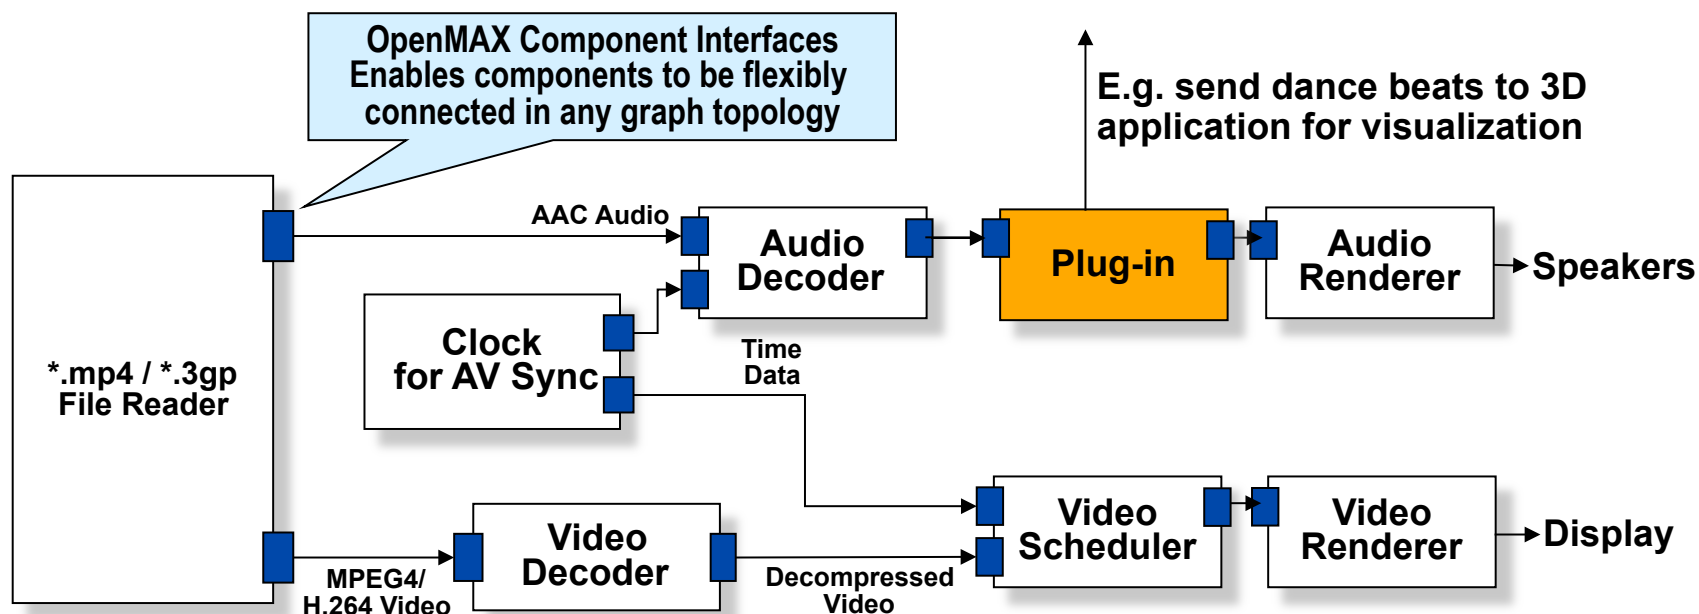 OpenMAX Component Interfaces
Enables components to be flexibly
connected in any graph topology
E.g. send dance beats to 3D
application for visualization
AAC Audio
Audio
Decoder
Plug-in
Audio
Renderer
Speakers
Clock
for AV Sync
Time
Data
*.mp4 / *.3gp
File Reader
Video
Decoder
MPEG4/
H.264 Video
Decompressed
Video
Video
Scheduler
Video
Renderer
Display